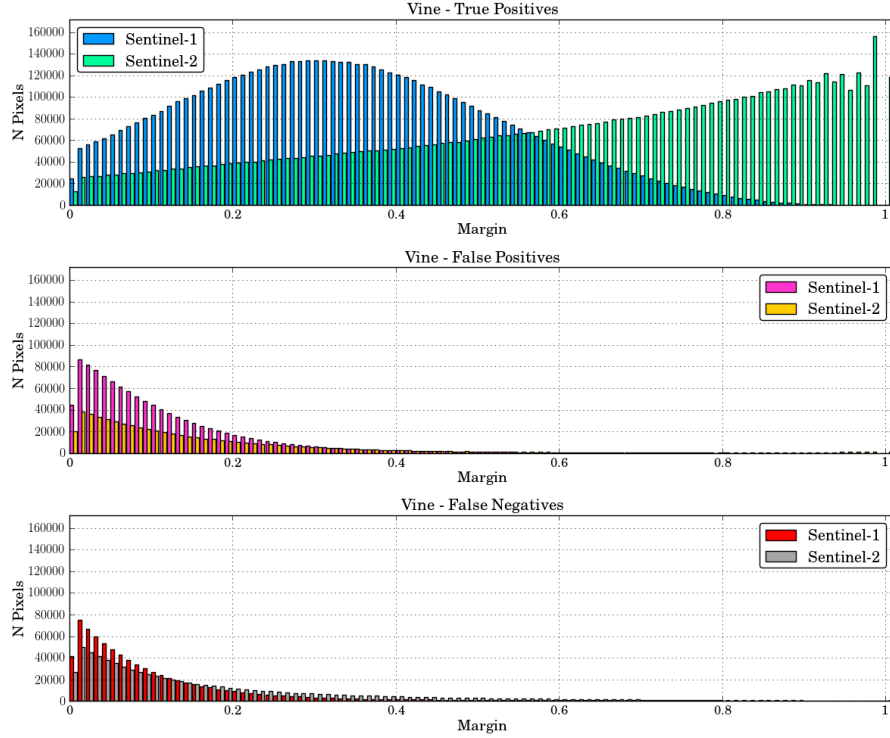 Vine - True Positives
160000
140000
120000
100000
80000
60000
40000
20000
0
N Pixels
Sentinel-1
Sentinel-2
0 0.2 0.4 0.6 0.8 1
Margin
Vine - False Positives
160000
140000
120000
100000
80000
60000
40000
20000
0
N Pixels
Sentinel-1
Sentinel-2
0 0.2 0.4 0.6 0.8 1
Margin
Vine - False Negatives
160000
140000
120000
100000
80000
60000
40000
20000
0
N Pixels
Sentinel-1
Sentinel-2
0 0.2 0.4 0.6 0.8 1
Margin